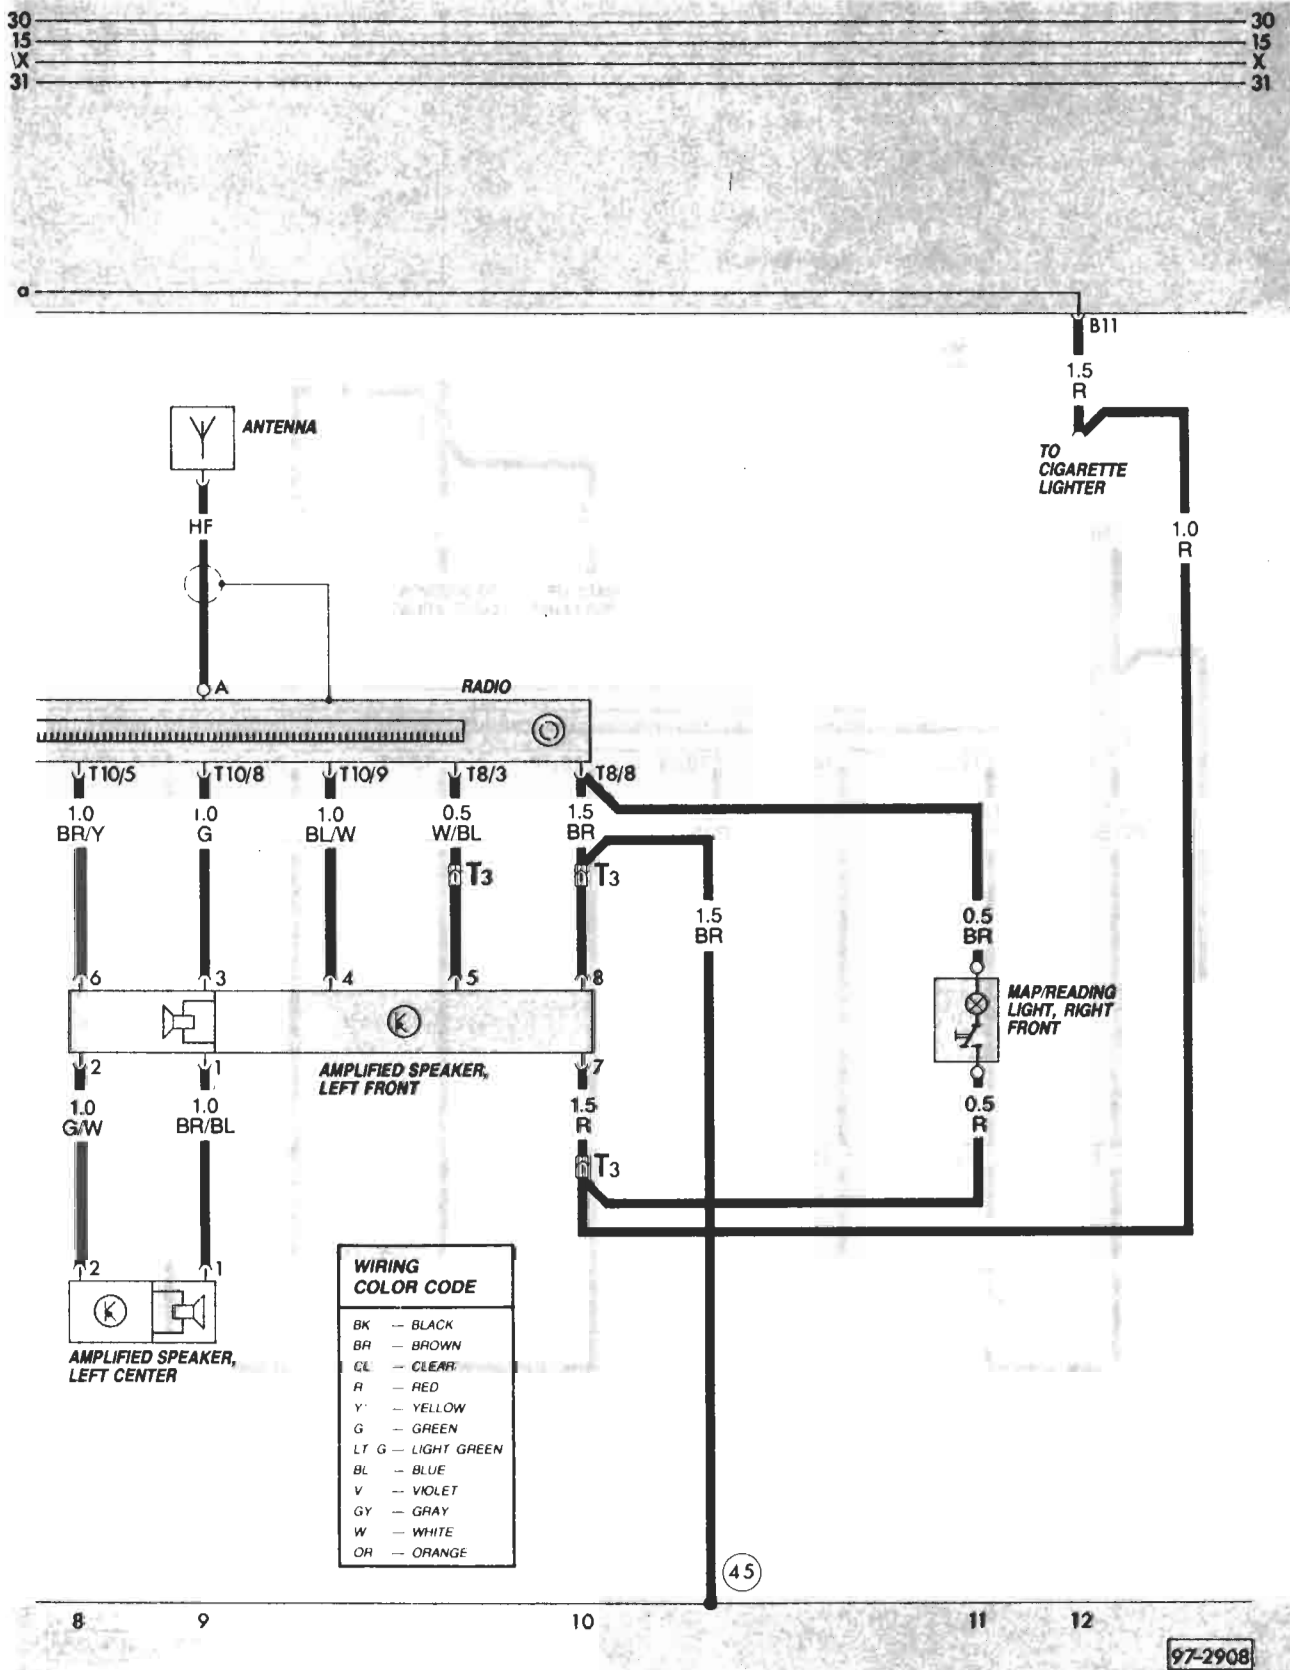 30 30
15 15
X X
31 31
a
B11
1.5
R
TO
CIGARETTE
LIGHTER
ANTENNA
HF
1.0
R
A
RADIO
T10/5 T10/8 T10/9 T8/3 T8/8
1.0 1.0 1.0 0.5 1.5
BR/Y G BL/W W/BL BR
T3 T3
1.5
BR
0.5
BR
6 3 4 5 8
MAP/READING
LIGHT, RIGHT
FRONT
2 1 7
AMPLIFIED SPEAKER,
LEFT FRONT
1.0 1.0 1.5 0.5
G/W BR/BL R R
T3
2 1
AMPLIFIED SPEAKER,
LEFT CENTER
WIRING
COLOR CODE
BK — BLACK
BR — BROWN
CL — CLEAR
R — RED
Y — YELLOW
G — GREEN
LT G — LIGHT GREEN
BL — BLUE
V — VIOLET
GY — GRAY
W — WHITE
OR — ORANGE
45
8 9 10 11 12
97-2908